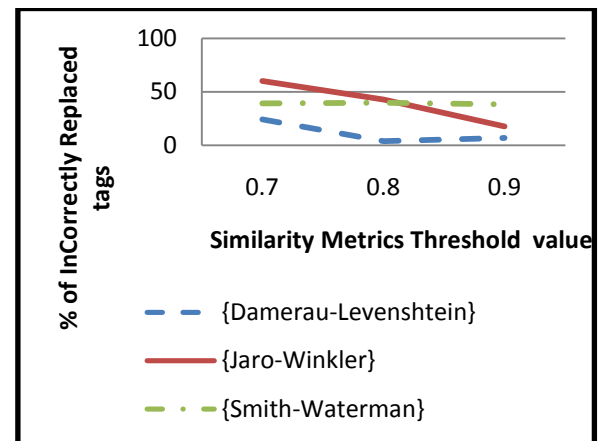 % of InCorrectly Replaced
tags
100
50
0
0.7 0.8 0.9
Similarity Metrics Threshold value
{Damerau-Levenshtein}
{Jaro-Winkler}
{Smith-Waterman}